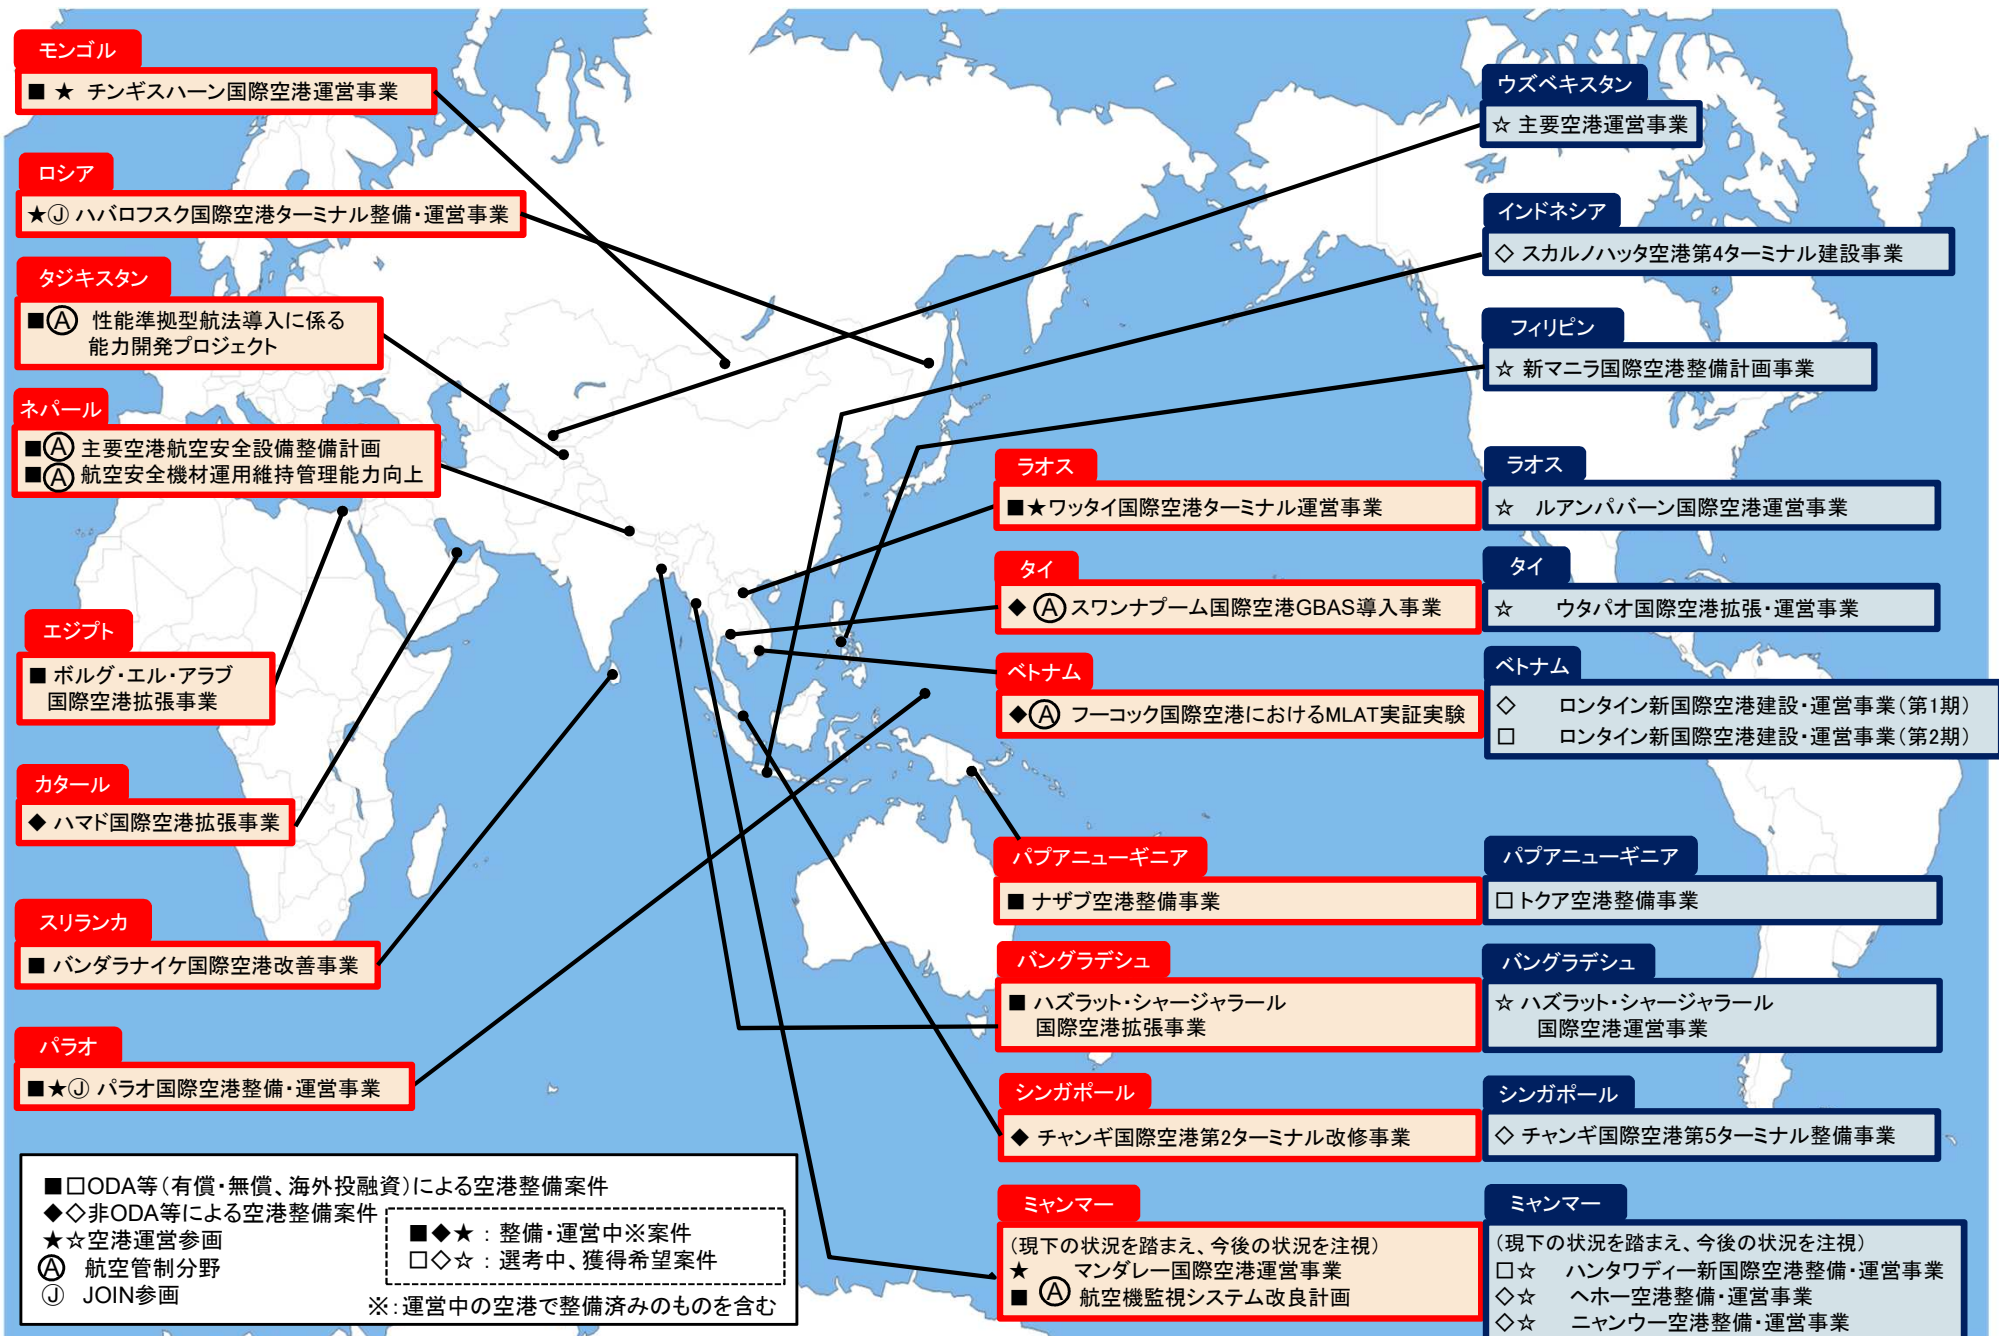 モンゴル
■ ★ チンギスハーン国際空港運営事業
ロシア
★Ⓙ ハバロフスク国際空港ターミナル整備・運営事業
タジキスタン
■Ⓐ 性能準拠型航法導入に係る
能力開発プロジェクト
ネパール
■Ⓐ 主要空港航空安全設備整備計画
■Ⓐ 航空安全機材運用維持管理能力向上
エジプト
■ ボルグ・エル・アラブ
国際空港拡張事業
カタール
◆ ハマド国際空港拡張事業
スリランカ
■ バンダラナイケ国際空港改善事業
パラオ
■★Ⓙ パラオ国際空港整備・運営事業
ラオス
■★ワッタイ国際空港ターミナル運営事業
タイ
◆ Ⓐ スワンナプーム国際空港GBAS導入事業
ベトナム
◆Ⓐ フーコック国際空港におけるMLAT実証実験
パプアニューギニア
■ ナザブ空港整備事業
バングラデシュ
■ ハズラット・シャージャラール
国際空港拡張事業
シンガポール
◆ チャンギ国際空港第2ターミナル改修事業
ミャンマー
(現下の状況を踏まえ、今後の状況を注視)
★ マンダレー国際空港運営事業
■ Ⓐ 航空機監視システム改良計画
ウズベキスタン
☆ 主要空港運営事業
インドネシア
◇ スカルノハッタ空港第4ターミナル建設事業
フィリピン
☆ 新マニラ国際空港整備計画事業
ラオス
☆ ルアンパバーン国際空港運営事業
タイ
☆ ウタパオ国際空港拡張・運営事業
ベトナム
◇ ロンタイン新国際空港建設・運営事業(第1期)
□ ロンタイン新国際空港建設・運営事業(第2期)
パプアニューギニア
□ トクア空港整備事業
バングラデシュ
☆ ハズラット・シャージャラール
国際空港運営事業
シンガポール
◇ チャンギ国際空港第5ターミナル整備事業
ミャンマー
(現下の状況を踏まえ、今後の状況を注視)
□☆ ハンタワディー新国際空港整備・運営事業
◇☆ ヘホー空港整備・運営事業
◇☆ ニャンウー空港整備・運営事業
■□ODA等(有償・無償、海外投融資)による空港整備案件
◆◇非ODA等による空港整備案件
★☆空港運営参画
Ⓐ 航空管制分野
Ⓙ JOIN参画
■◆★ : 整備・運営中※案件
□◇☆ : 選考中、獲得希望案件
※:運営中の空港で整備済みのものを含む